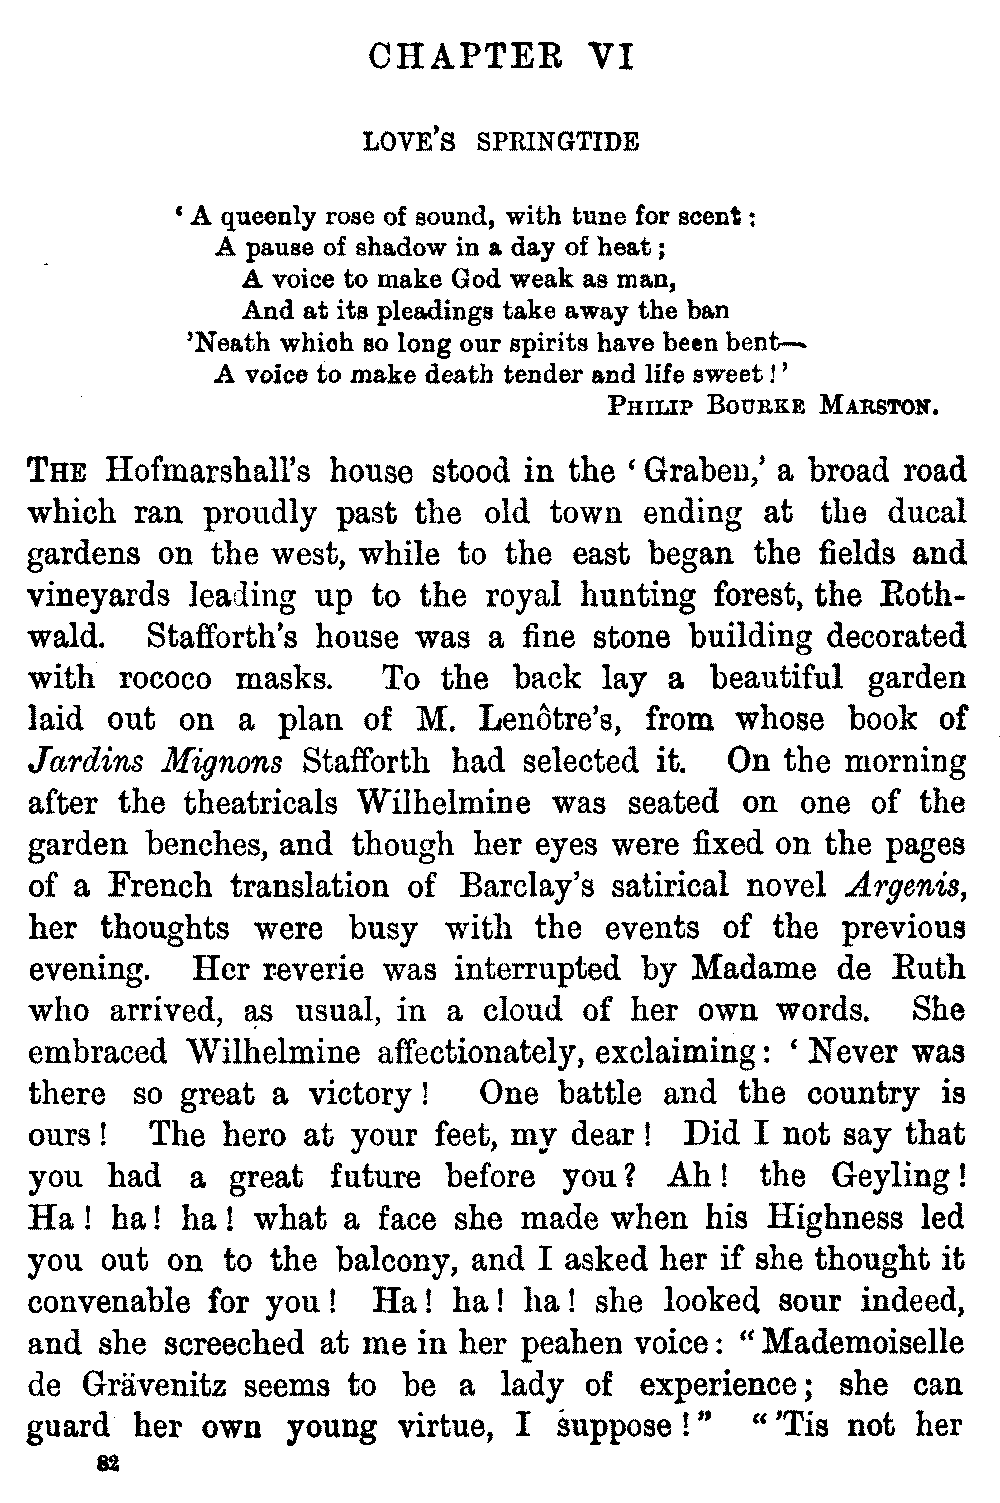 CHAPTER VI
LOVE'S SPRINGTIDE
‘ A queenly rose of sound, with tune for scent ;
A pause of shadow in a day of heat ;
A voice to make God weak as man,
And at its pleadings take away the ban
’Neath which so long our spirits have been bent—
A voice to make death tender and life sweet ! ’
PHILIP BOURKE MARSTON.
THE Hofmarshall’s house stood in the ‘ Graben,’ a broad road
which ran proudly past the old town ending at the ducal
gardens on the west, while to the east began the fields and
vineyards leading up to the royal hunting forest, the Roth-
wald. Stafforth’s house was a fine stone building decorated
with rococo masks. To the back lay a beautiful garden
laid out on a plan of M. Lenôtre’s, from whose book of
Jardins Mignons Stafforth had selected it. On the morning
after the theatricals Wilhelmine was seated on one of the
garden benches, and though her eyes were fixed on the pages
of a French translation of Barclay’s satirical novel Argenis,
her thoughts were busy with the events of the previous
evening. Her reverie was interrupted by Madame de Ruth
who arrived, as usual, in a cloud of her own words. She
embraced Wilhelmine affectionately, exclaiming : ‘ Never was
there so great a victory ! One battle and the country is
ours ! The hero at your feet, my dear ! Did I not say that
you had a great future before you ? Ah ! the Geyling !
Ha ! ha ! ha ! what a face she made when his Highness led
you out on to the balcony, and I asked her if she thought it
convenable for you ! Ha ! ha ! ha ! she looked sour indeed,
and she screeched at me in her peahen voice : “ Mademoiselle
de Grävenitz seems to be a lady of experience ; she can
guard her own young virtue, I suppose ! ” “ ’Tis not her
82